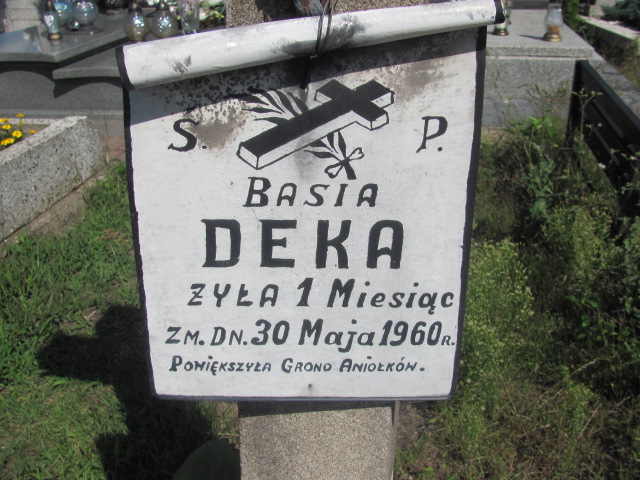 Ś. P.
BASIA
DEKA
ŻYŁA 1 Miesiąc
ZM. DN. 30 Maja 1960 R.
POWIĘKSZYŁA GRONO ANIOŁKÓW.